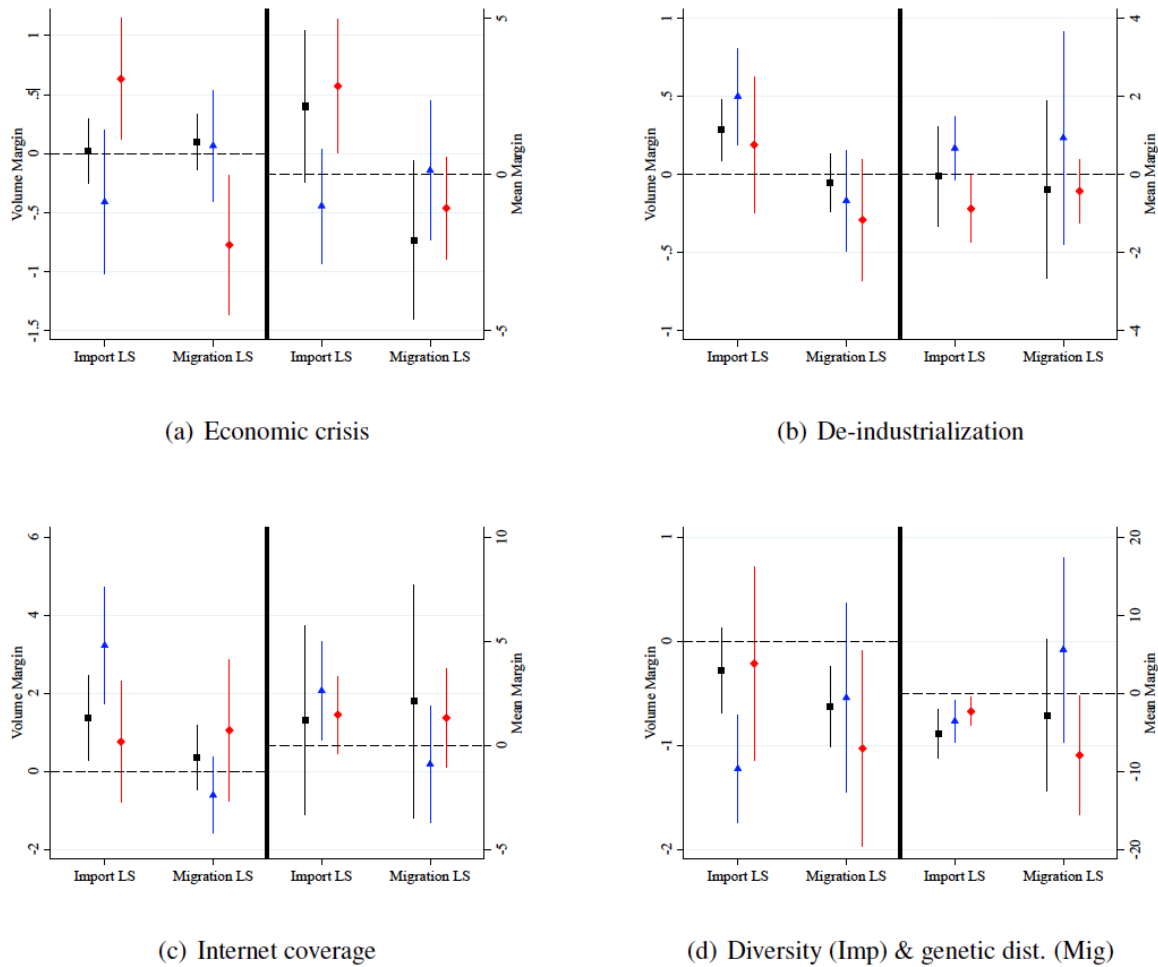 1
.5
0
-.5
-1
-1.5
Volume Margin
5
0
-5
Mean Margin
Import LS
Migration LS
Import LS
Migration LS
(a) Economic crisis
1
.5
0
-.5
-1
Volume Margin
4
2
0
-2
-4
Mean Margin
Import LS
Migration LS
Import LS
Migration LS
(b) De-industrialization
6
4
2
0
-2
Volume Margin
10
5
0
-5
Mean Margin
Import LS
Migration LS
Import LS
Migration LS
(c) Internet coverage
1
0
-1
-2
Volume Margin
20
10
0
-10
-20
Mean Margin
Import LS
Migration LS
Import LS
Migration LS
(d) Diversity (Imp) & genetic dist. (Mig)